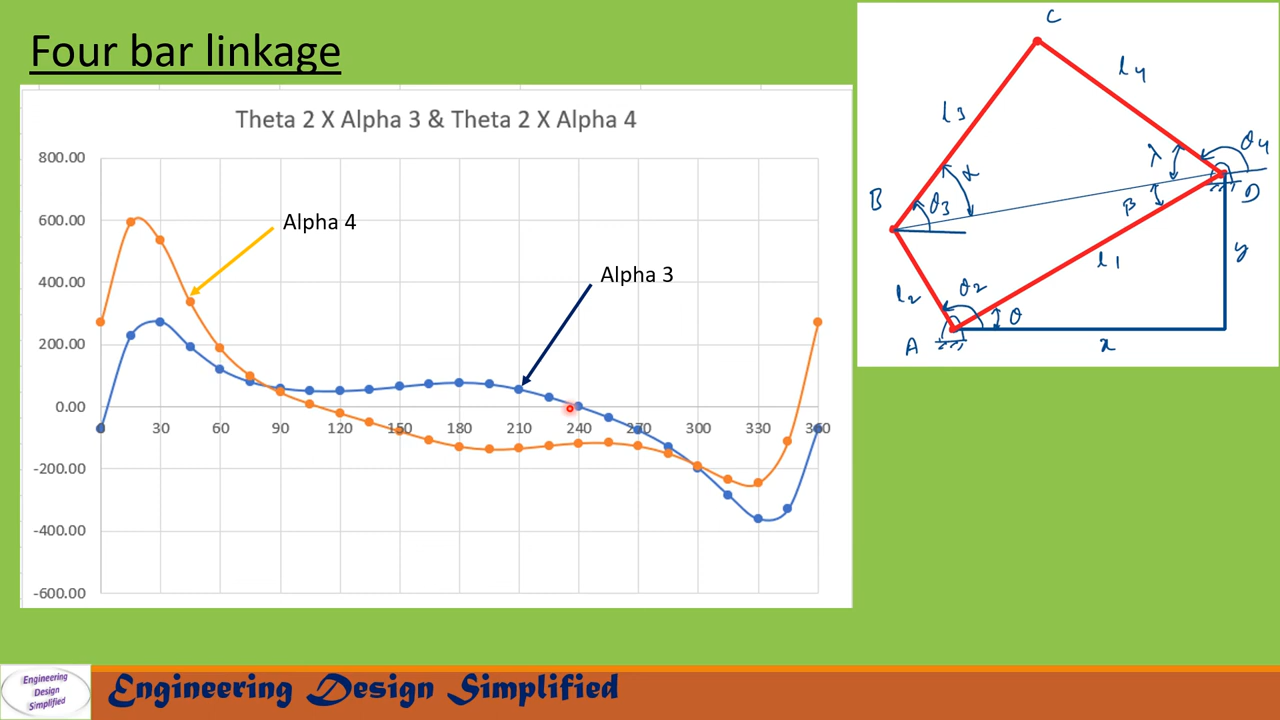 Four bar linkage
Theta 2 X Alpha 3 & Theta 2 X Alpha 4
800.00
600.00
400.00
200.00
0.00
-200.00
-400.00
-600.00
0 30 60 90 120 150 180 210 240 270 300 330 360
Alpha 4
Alpha 3
C
l4
l3
θ4
λ
α
B
θ3
β
D
l1
y
l2
θ2
θ
A
x
Engineering
Design
Simplified
Engineering Design Simplified